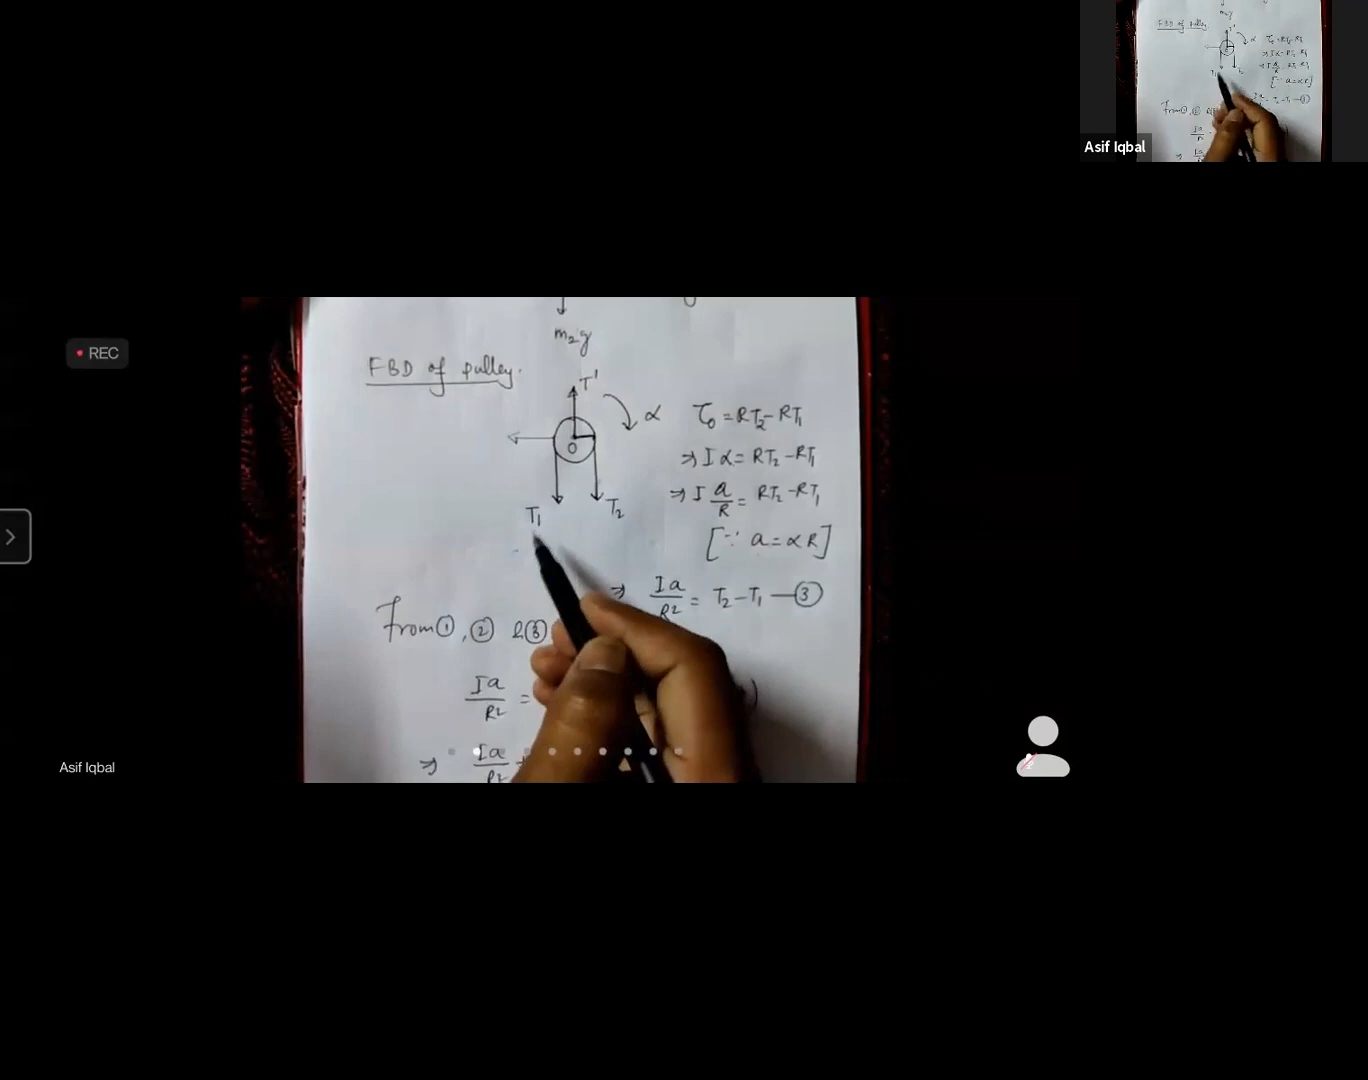 Asif Iqbal
REC
m₂g
FBD of pulley.
T'
α
O
T₁
T₂
τ₀ = RT₂ - RT₁
⇒ Iα = RT₂ - RT₁
⇒ I a/R = RT₂ - RT₁
[∵ a = αR]
⇒ Ia/R² = T₂ - T₁ — ③
From ①, ② & ③
Ia/R² =
)
⇒ Ia/R² +
Asif Iqbal